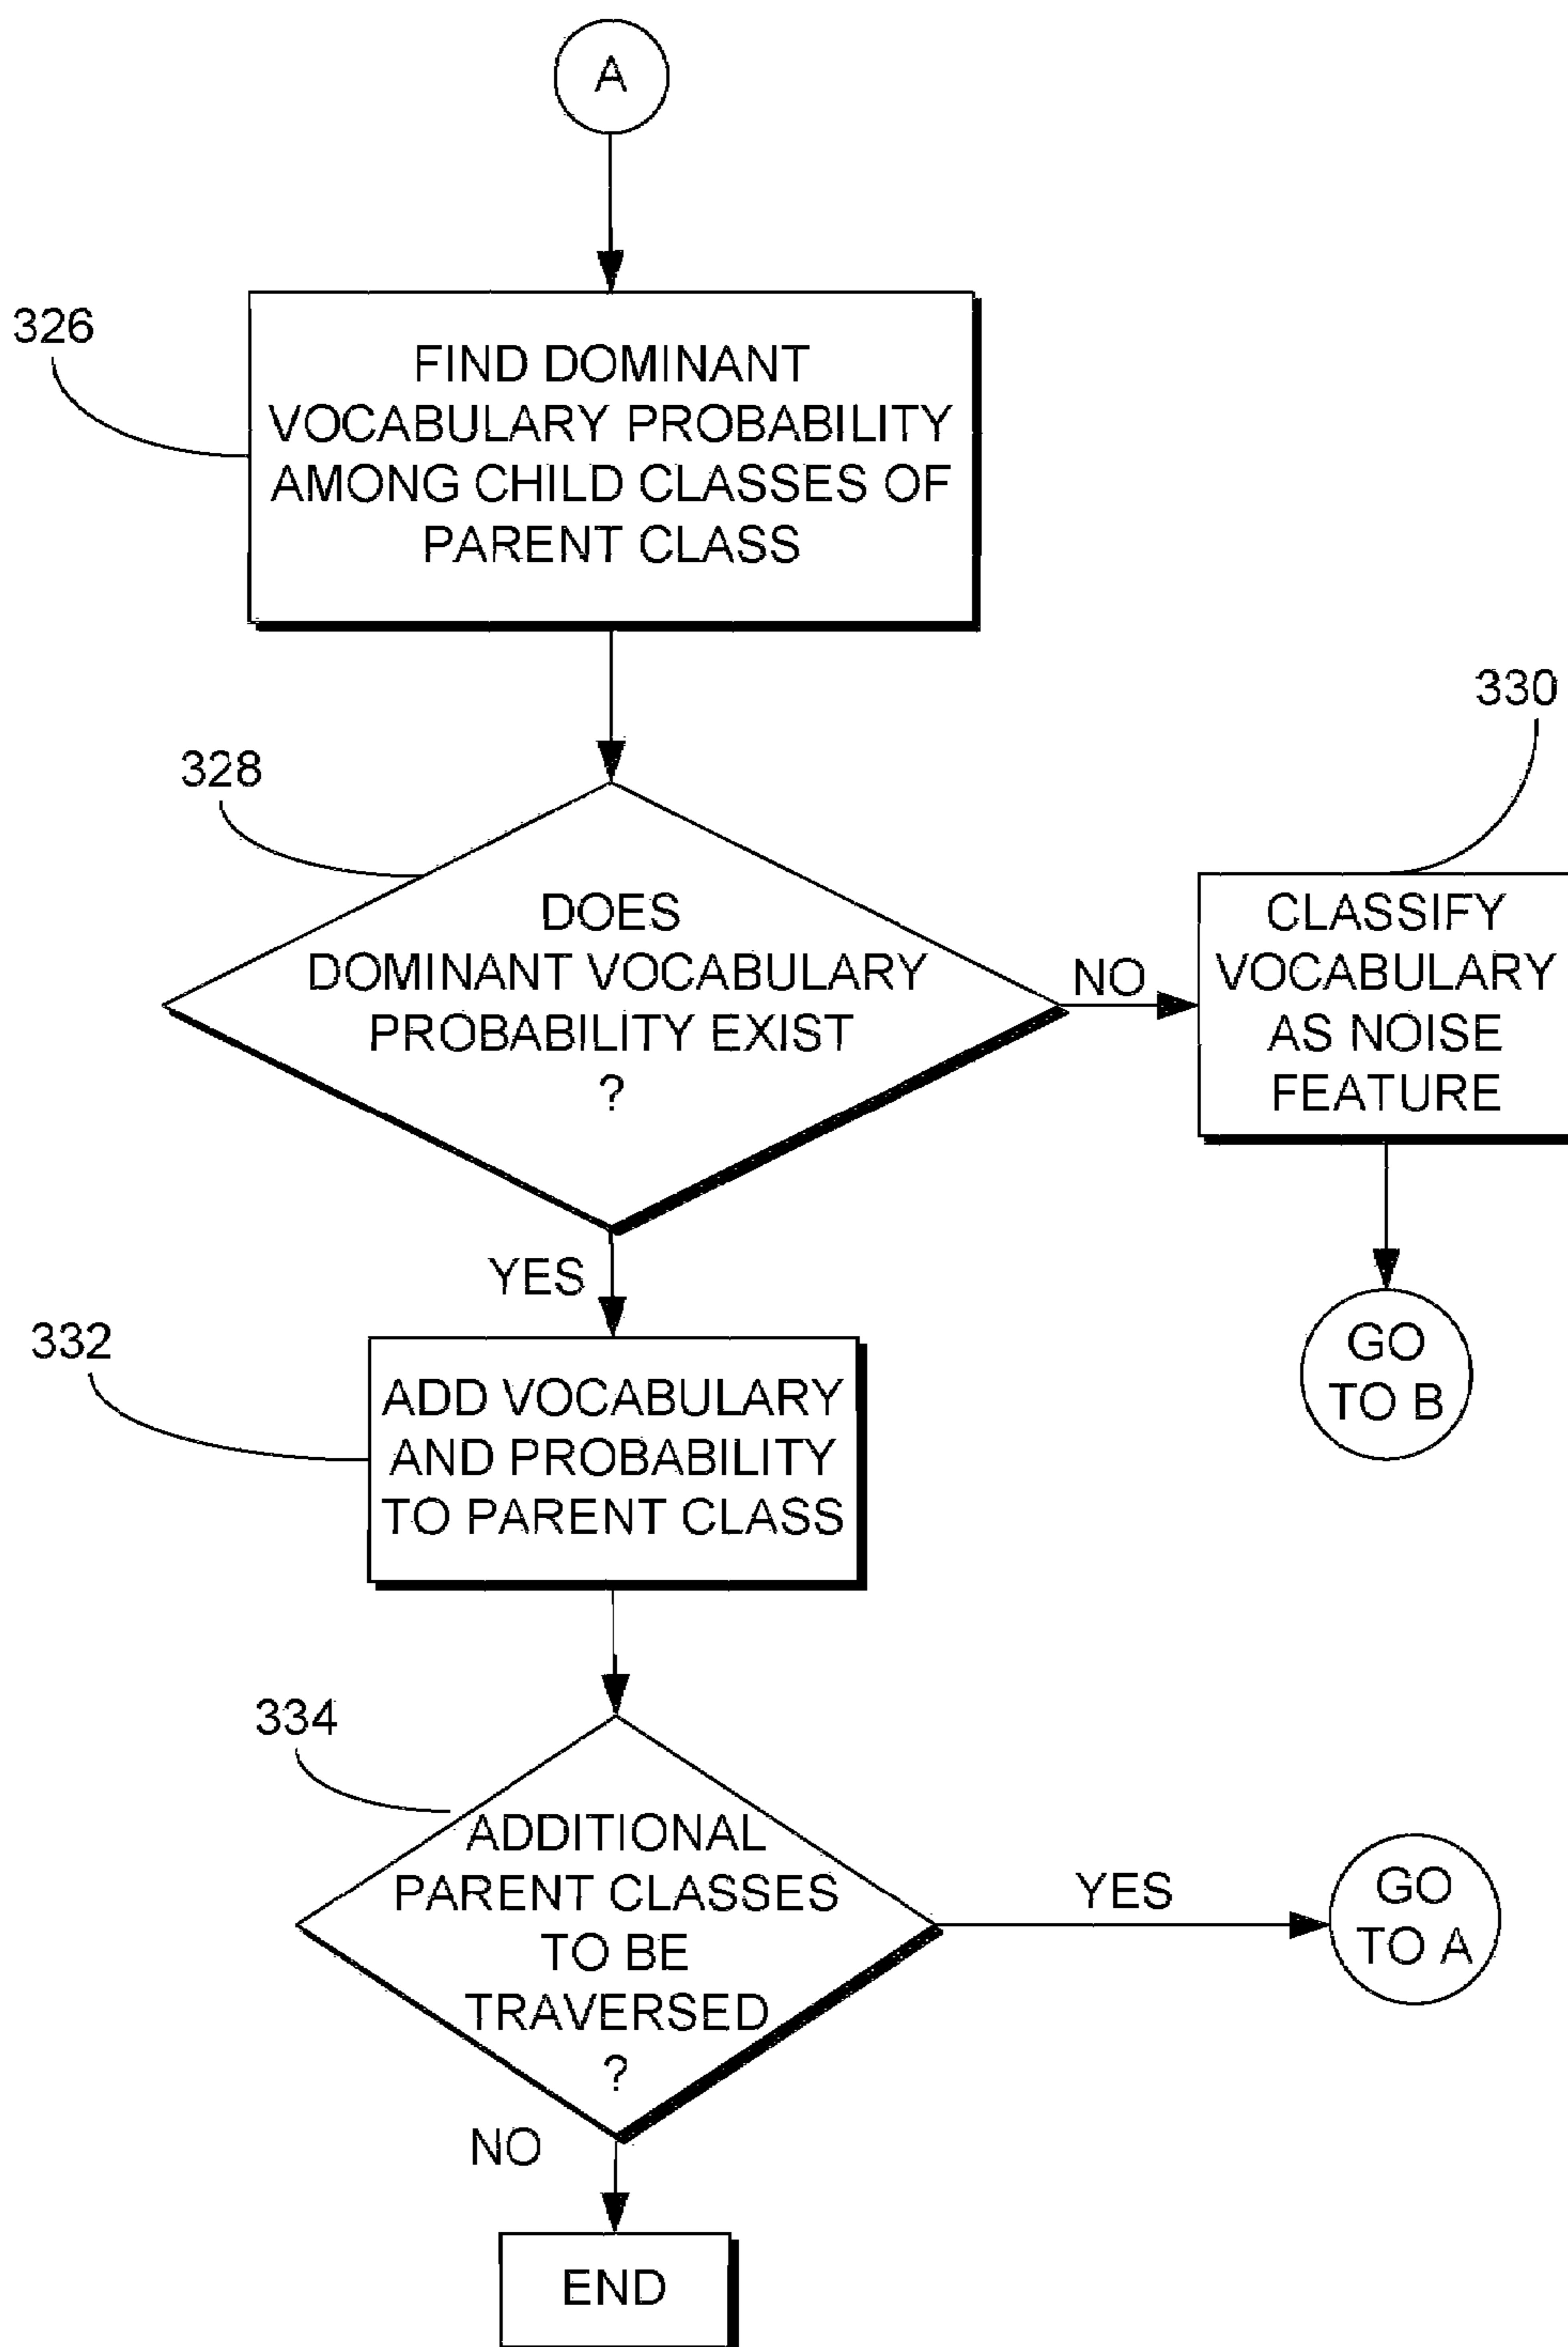 A
326
FIND DOMINANT
VOCABULARY PROBABILITY
AMONG CHILD CLASSES OF
PARENT CLASS
330
328
DOES
DOMINANT VOCABULARY
PROBABILITY EXIST
?
NO
CLASSIFY
VOCABULARY
AS NOISE
FEATURE
YES
GO
TO B
332
ADD VOCABULARY
AND PROBABILITY
TO PARENT CLASS
334
ADDITIONAL
PARENT CLASSES
TO BE
TRAVERSED
?
YES
GO
TO A
NO
END